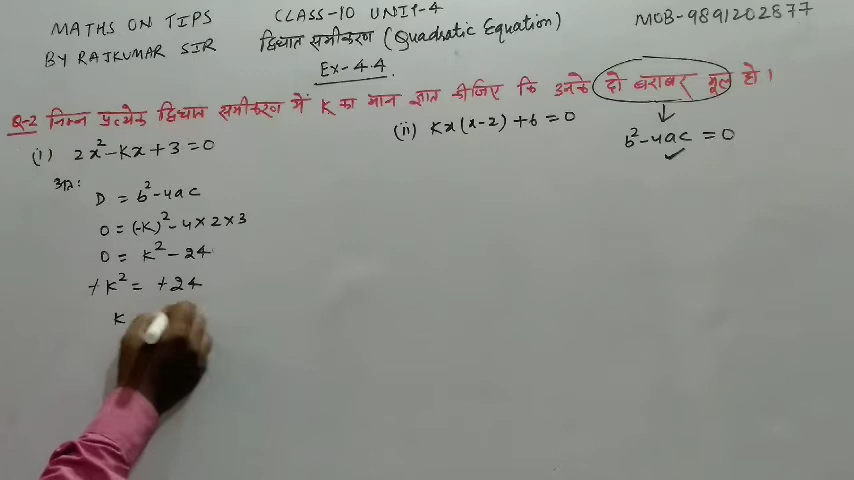 MATHS ON TIPS
BY RAJKUMAR SIR
CLASS-10 UNIT-4
द्विघात समीकरण (Quadratic Equation)
Ex-4.4.
MOB-9891202877
Q-2 निम्न प्रत्येक द्विघात समीकरण में K का मान ज्ञात कीजिए कि उनके दो बराबर मूल हो।
(i) 2x²-Kx+3=0
अतः
D = b²-4ac
0 = (-K)²-4×2×3
0 = K²-24
+K² = +24
K
(ii) Kx(x-2)+6=0
b²-4ac = 0